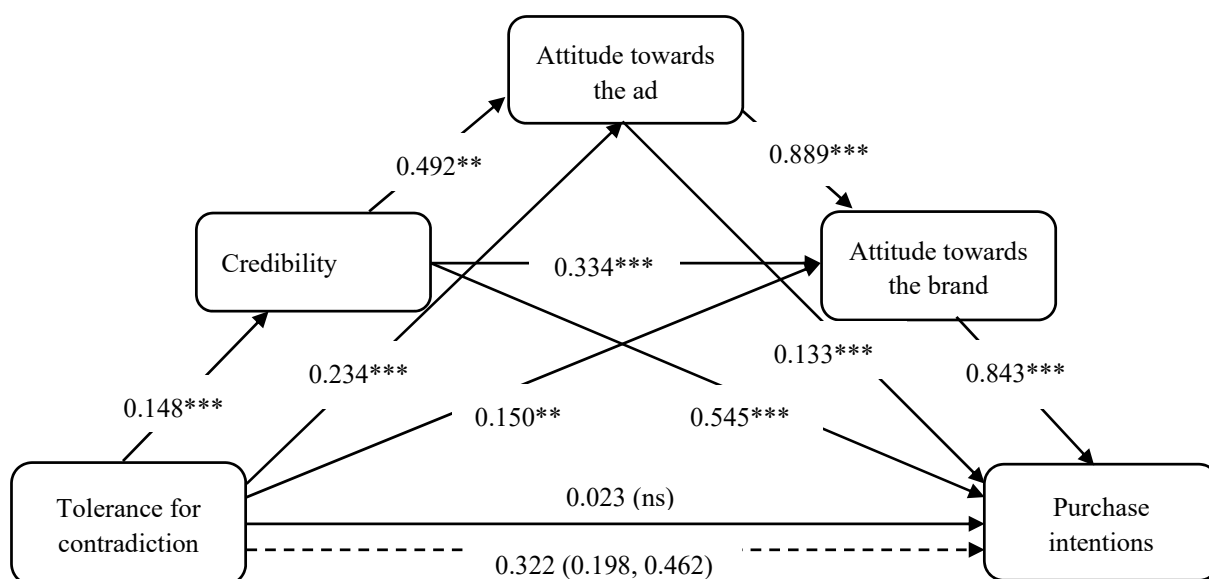 Attitude towards
the ad
0.492**
0.889***
Credibility
0.334***
Attitude towards
the brand
0.148***
0.234***
0.150**
0.545***
0.133***
0.843***
Tolerance for
contradiction
0.023 (ns)
0.322 (0.198, 0.462)
Purchase
intentions